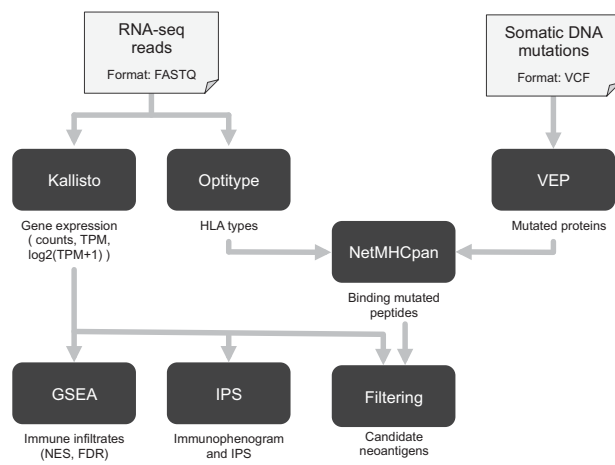 RNA-seq
reads
Format: FASTQ
Somatic DNA
mutations
Format: VCF
Kallisto
Optitype
VEP
Gene expression
( counts, TPM,
log2(TPM+1) )
HLA types
Mutated proteins
NetMHCpan
Binding mutated
peptides
GSEA
IPS
Filtering
Immune infiltrates
(NES, FDR)
Immunophenogram
and IPS
Candidate
neoantigens